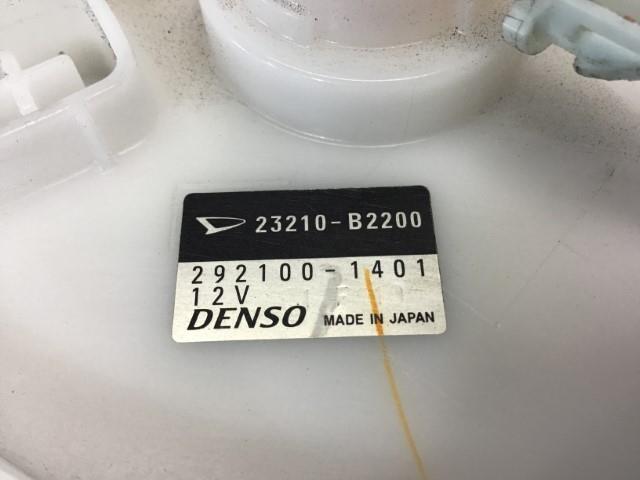 23210-B2200
292100-1401
12V
DENSO MADE IN JAPAN